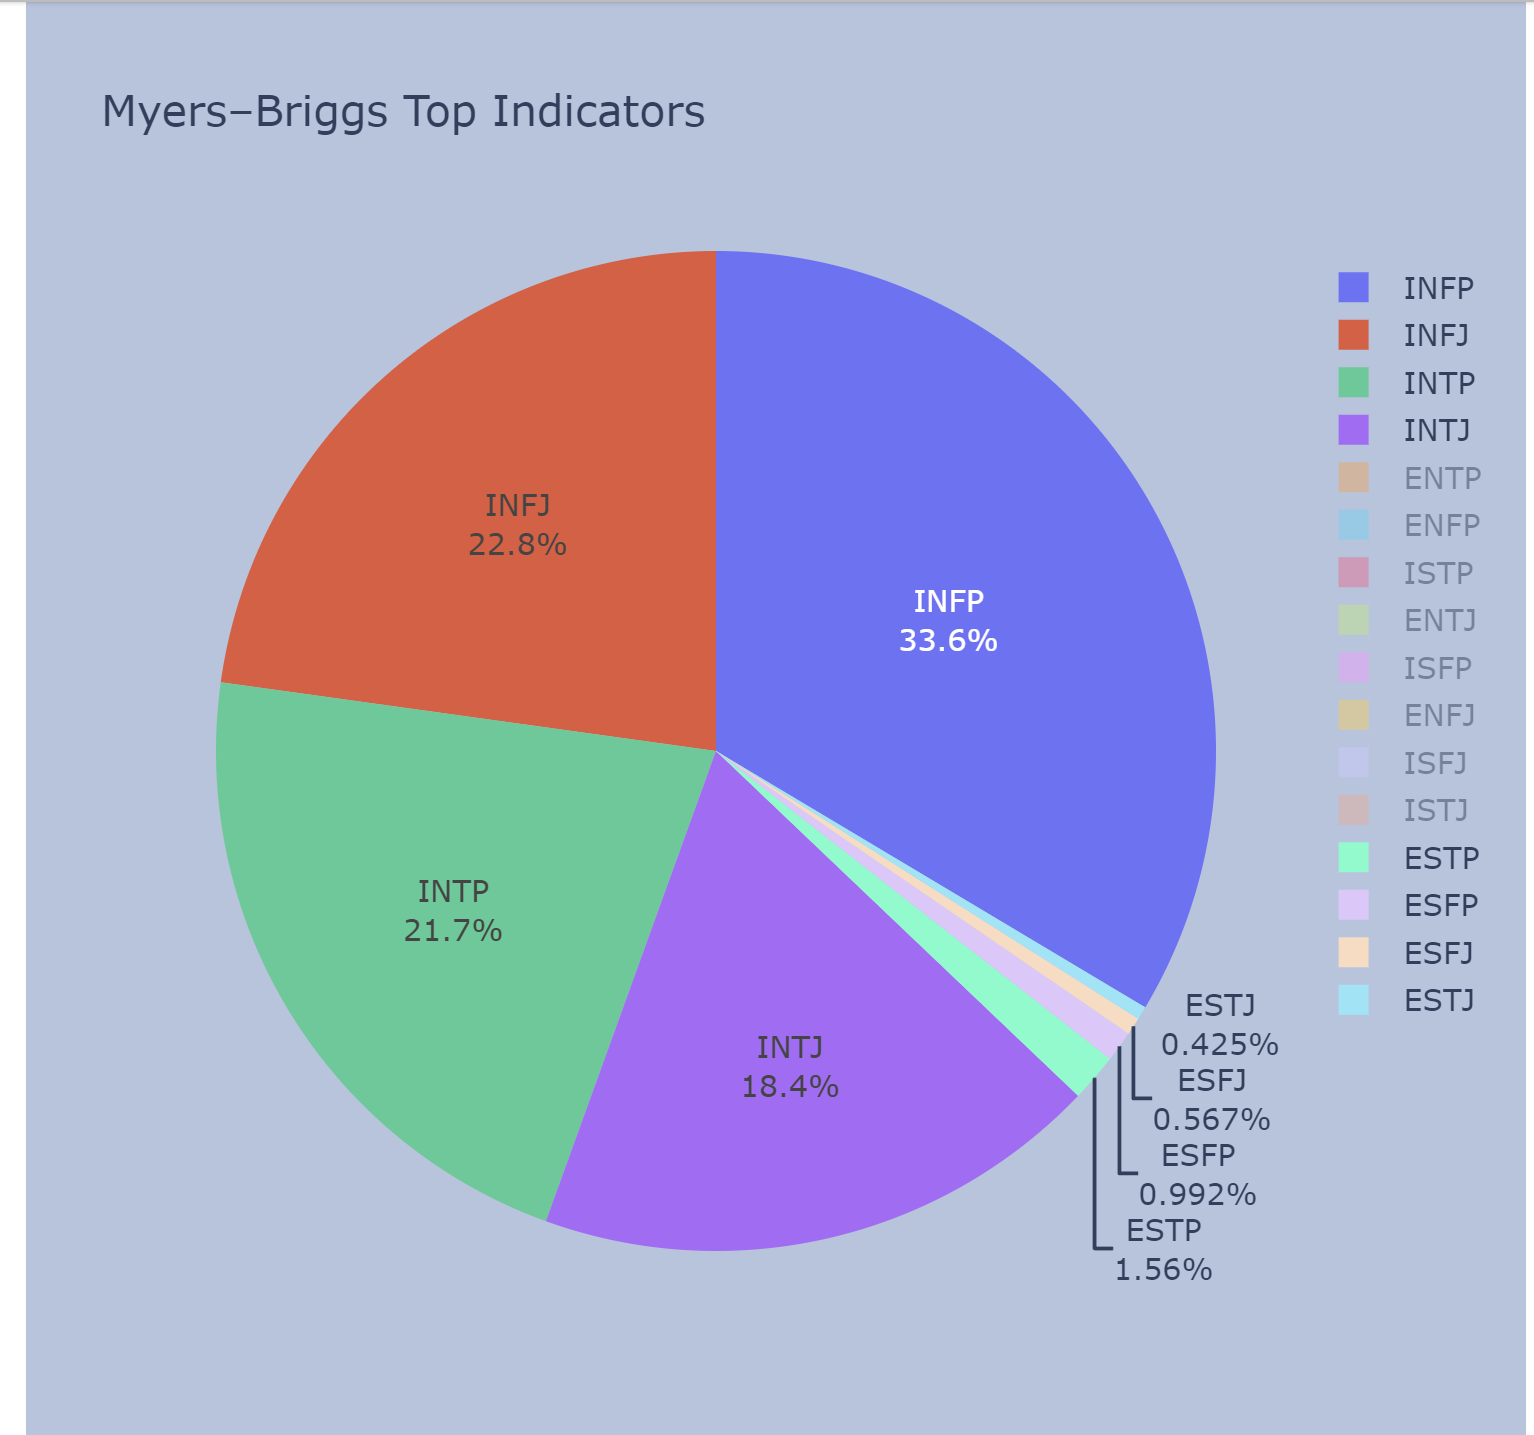 Myers–Briggs Top Indicators
INFJ
22.8%
INFP
33.6%
INTP
21.7%
INTJ
18.4%
ESTJ
0.425%
ESFJ
0.567%
ESFP
0.992%
ESTP
1.56%
INFP
INFJ
INTP
INTJ
ENTP
ENFP
ISTP
ENTJ
ISFP
ENFJ
ISFJ
ISTJ
ESTP
ESFP
ESFJ
ESTJ